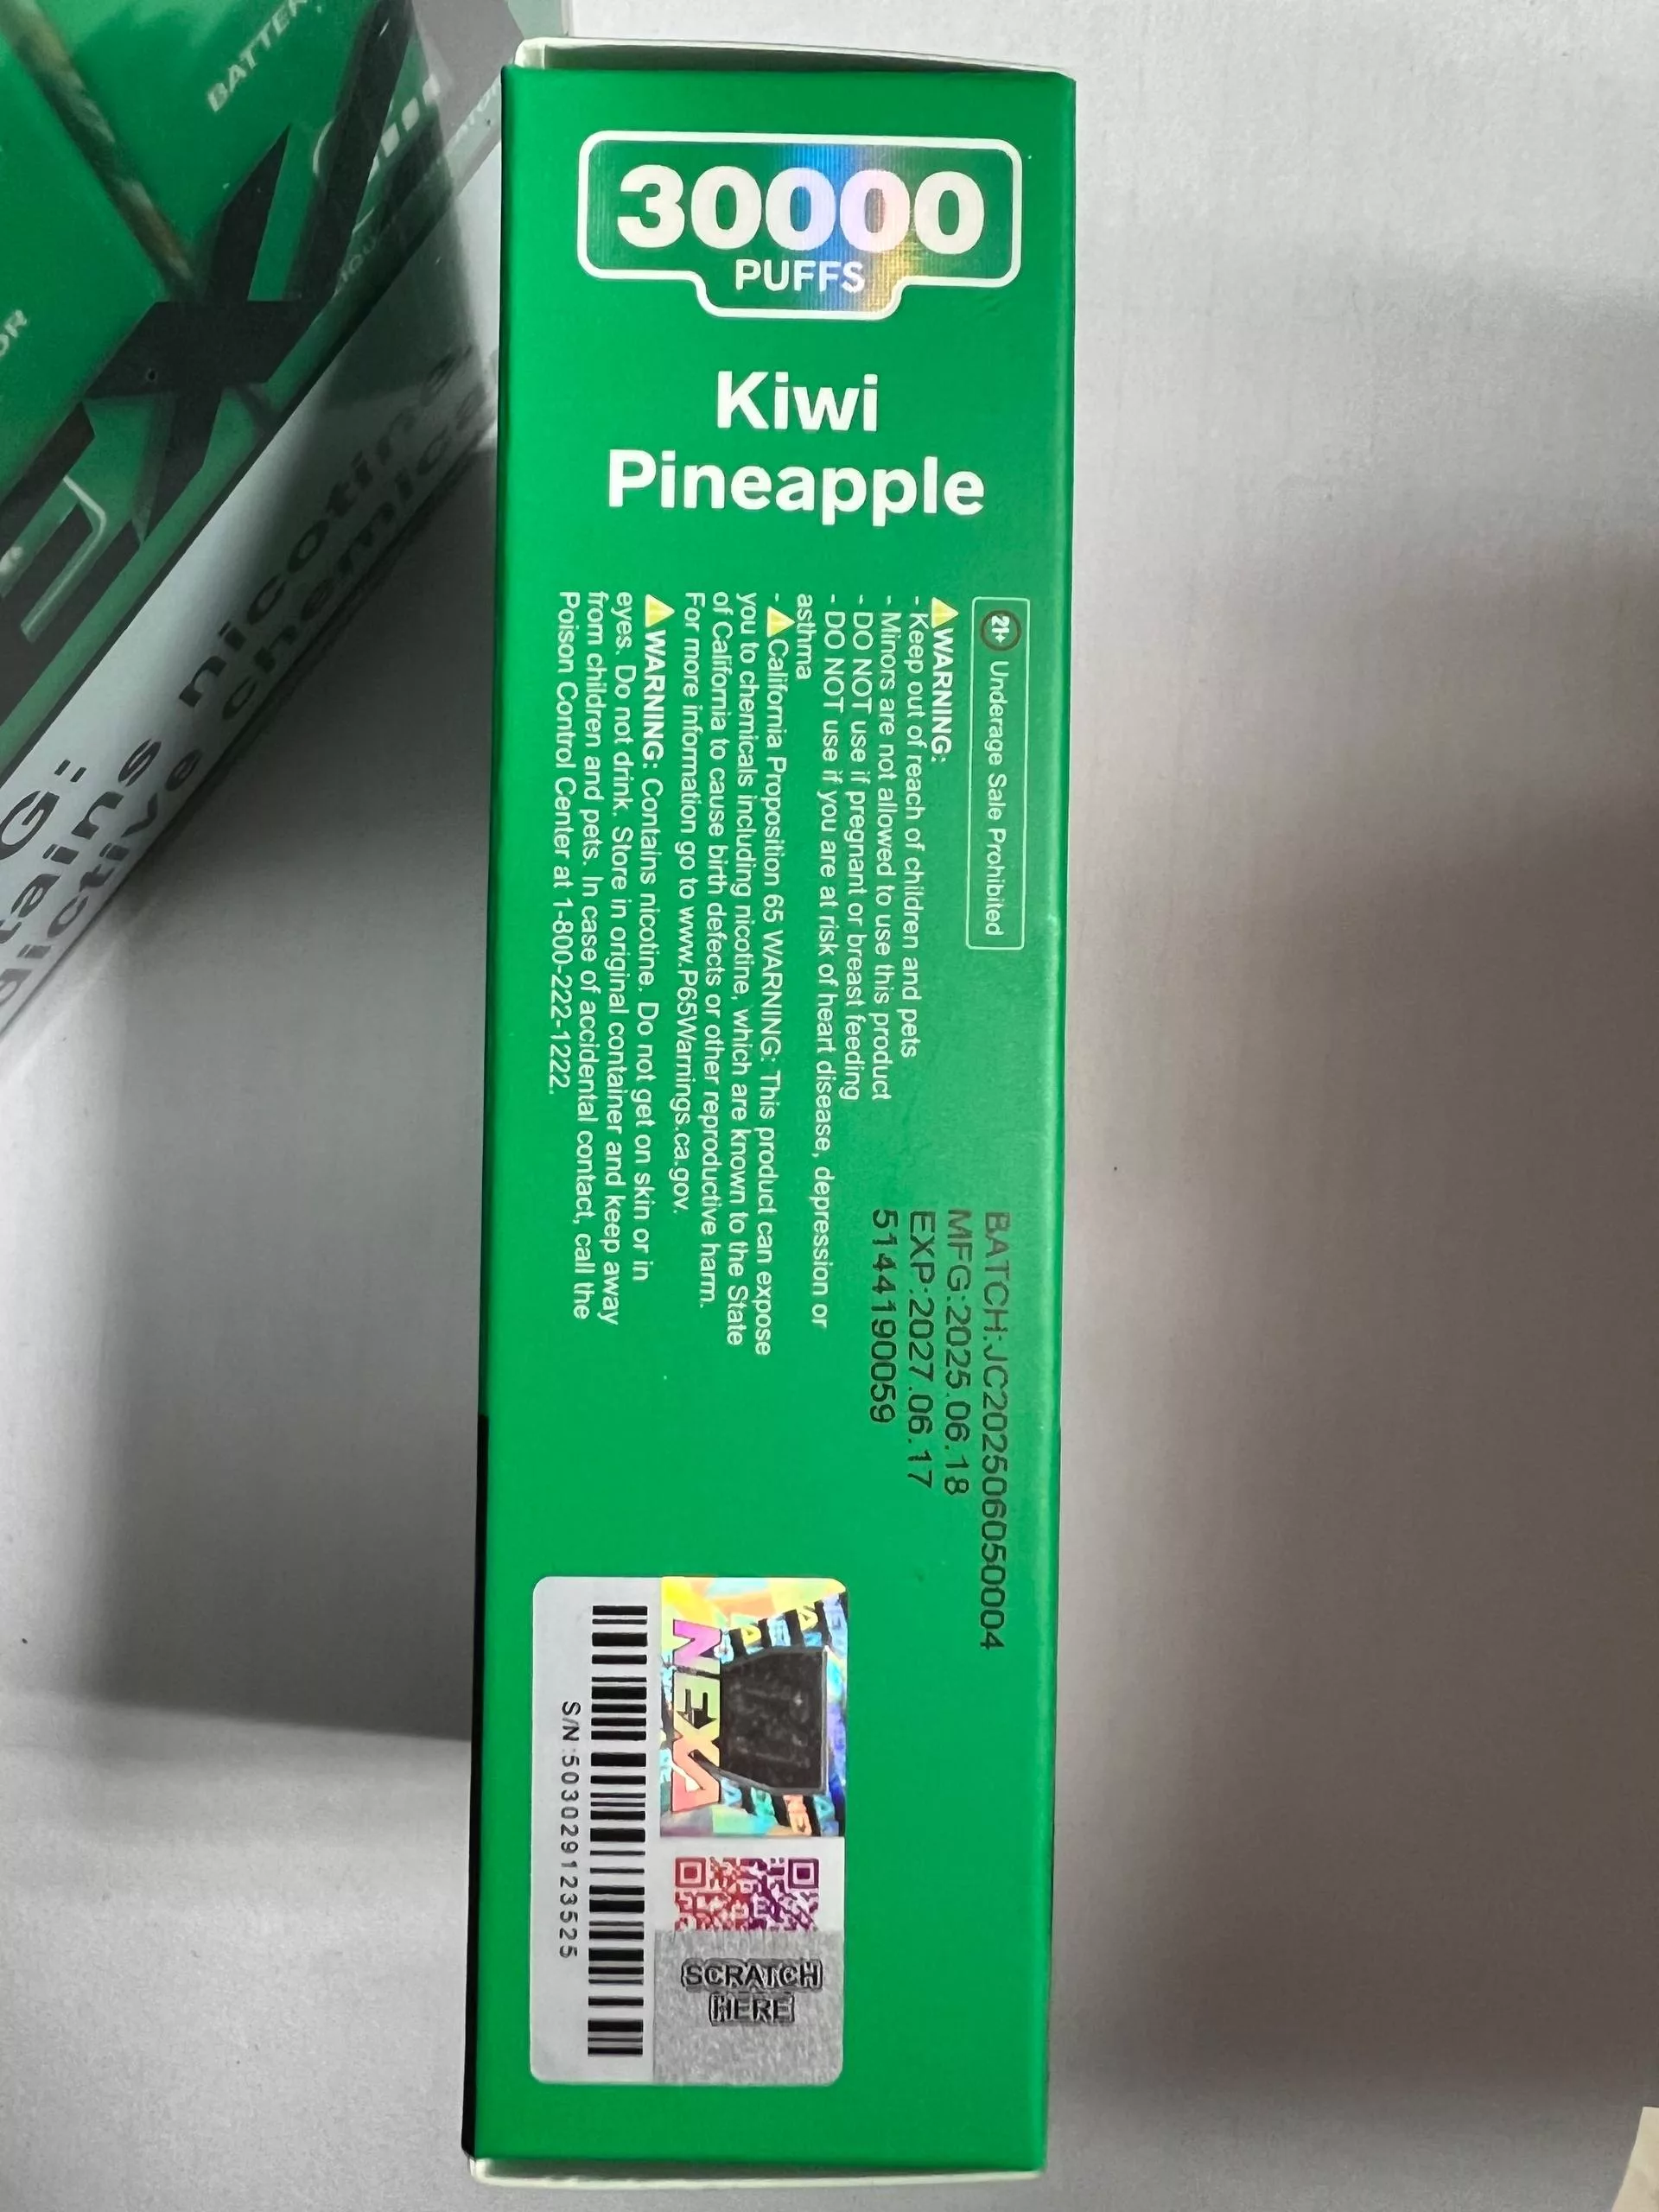 30000
PUFFS
Kiwi
Pineapple
21+ Underage Sale Prohibited
WARNING:
- Keep out of reach of children and pets
- Minors are not allowed to use this product
- DO NOT use if pregnant or breast feeding
- DO NOT use if you are at risk of heart disease, depression or
asthma
- California Proposition 65 WARNING: This product can expose
you to chemicals including nicotine, which are known to the State
of California to cause birth defects or other reproductive harm.
For more information go to www.P65Warnings.ca.gov.
WARNING: Contains nicotine. Do not get on skin or in
eyes. Do not drink. Store in original container and keep away
from children and pets. In case of accidental contact, call the
Poison Control Center at 1-800-222-1222.
BATCH:JC202506050004
MFG:2025.06.18
EXP:2027.06.17
5144190059
NEXA
SCRATCH
HERE
S/N:503029123525
BATTER
nicotine
chemica
G:
tains
dictive